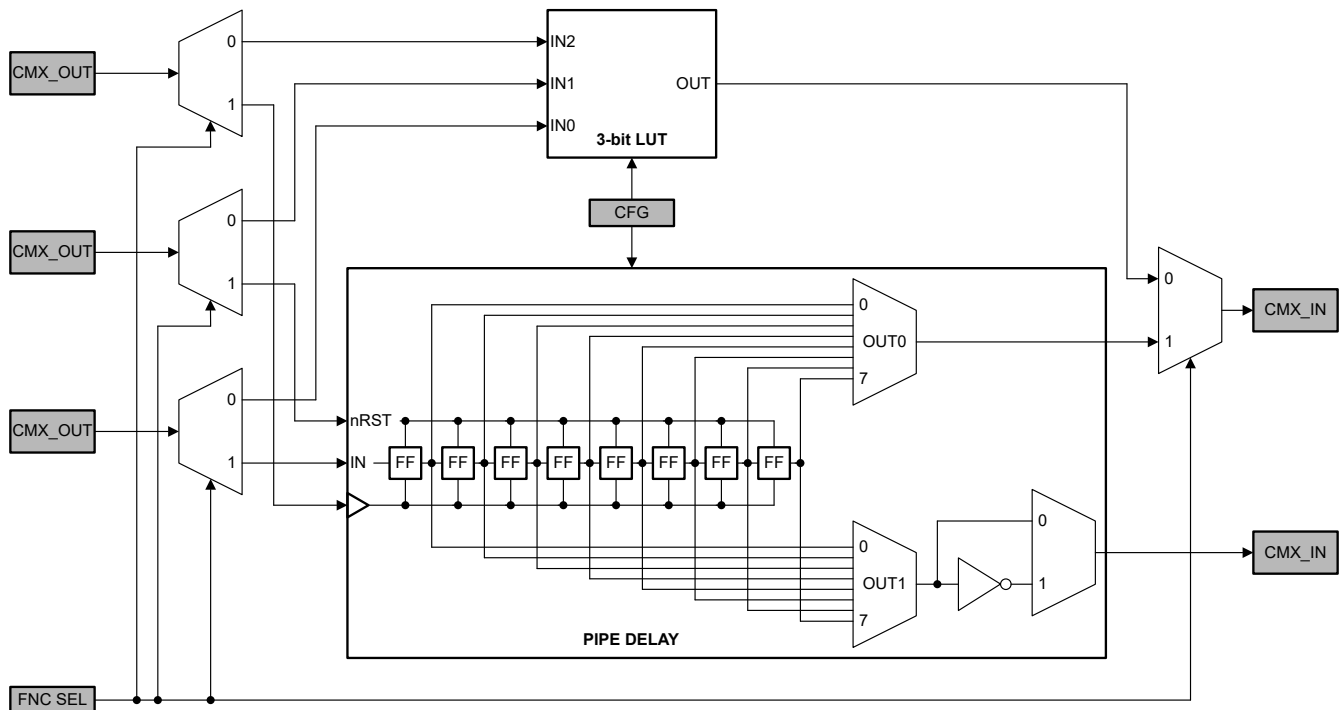 0
CMX_OUT
1
IN2
IN1
IN0
OUT
3-bit LUT
CFG
0
CMX_OUT
1
0
CMX_OUT
1
nRST
IN
FF FF FF FF FF FF FF FF
0
OUT0
7
0
OUT1
7
0
1
PIPE DELAY
0
1
CMX_IN
CMX_IN
FNC SEL